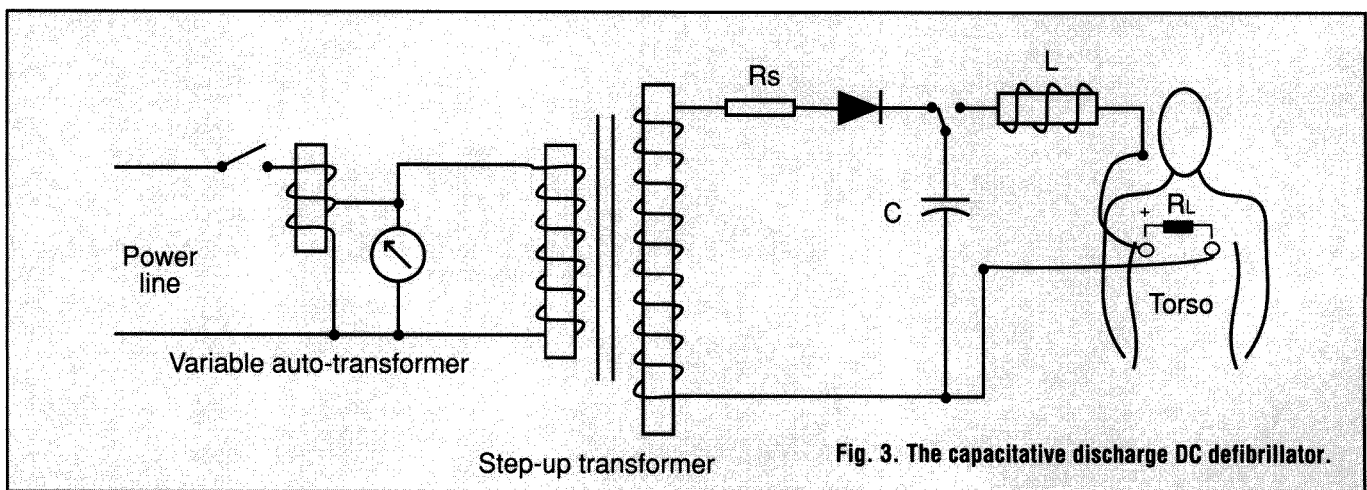 Rs
L
C
+ RL
Power
line
Torso
Variable auto-transformer
Step-up transformer
Fig. 3. The capacitative discharge DC defibrillator.